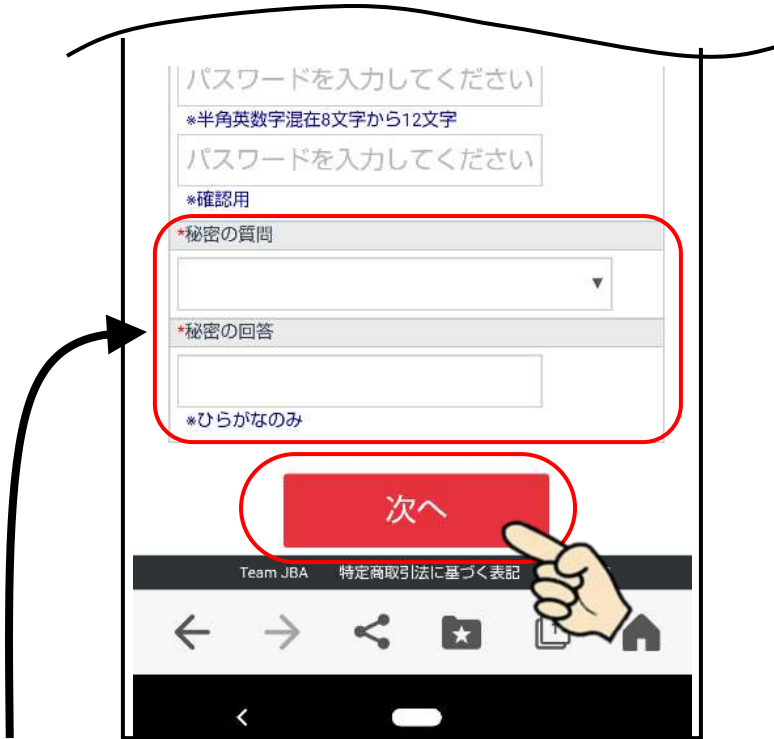 パスワードを入力してください
※半角英数字混在8文字から12文字
パスワードを入力してください
※確認用
*秘密の質問
▼
*秘密の回答
※ひらがなのみ
次へ
Team JBA 特定商取引法に基づく表記
1